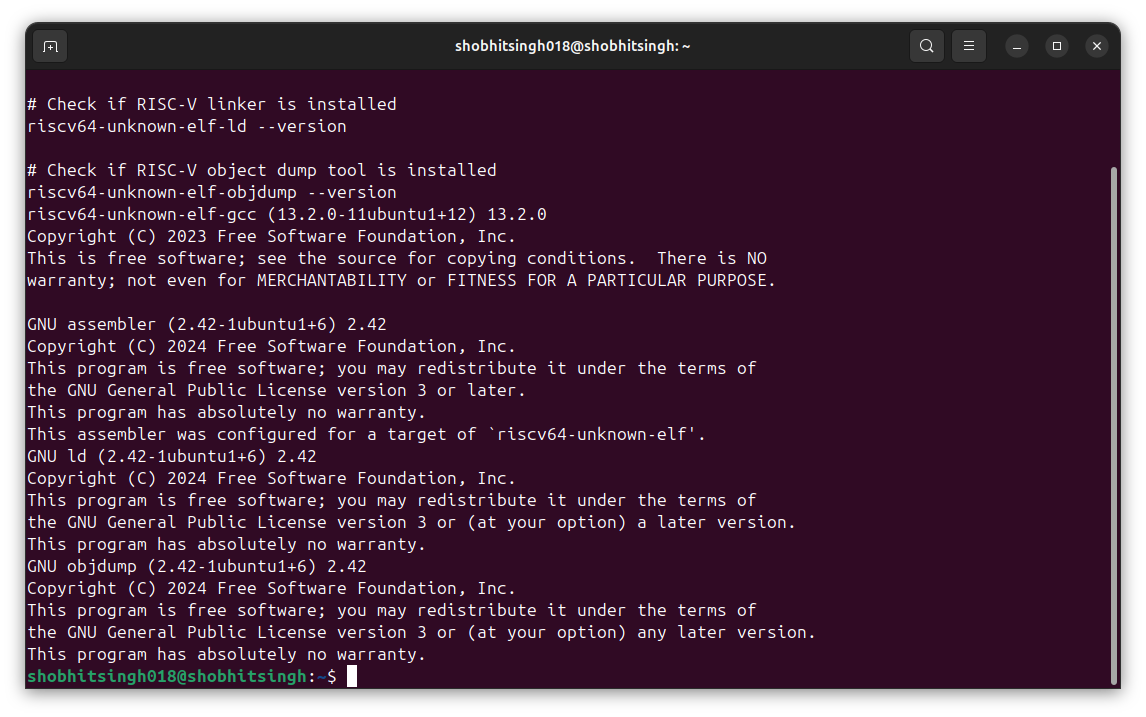 shobhitsingh018@shobhitsingh: ~
# Check if RISC-V linker is installed
riscv64-unknown-elf-ld --version
# Check if RISC-V object dump tool is installed
riscv64-unknown-elf-objdump --version
riscv64-unknown-elf-gcc (13.2.0-11ubuntu1+12) 13.2.0
Copyright (C) 2023 Free Software Foundation, Inc.
This is free software; see the source for copying conditions.  There is NO
warranty; not even for MERCHANTABILITY or FITNESS FOR A PARTICULAR PURPOSE.
GNU assembler (2.42-1ubuntu1+6) 2.42
Copyright (C) 2024 Free Software Foundation, Inc.
This program is free software; you may redistribute it under the terms of
the GNU General Public License version 3 or later.
This program has absolutely no warranty.
This assembler was configured for a target of `riscv64-unknown-elf'.
GNU ld (2.42-1ubuntu1+6) 2.42
Copyright (C) 2024 Free Software Foundation, Inc.
This program is free software; you may redistribute it under the terms of
the GNU General Public License version 3 or (at your option) a later version.
This program has absolutely no warranty.
GNU objdump (2.42-1ubuntu1+6) 2.42
Copyright (C) 2024 Free Software Foundation, Inc.
This program is free software; you may redistribute it under the terms of
the GNU General Public License version 3 or (at your option) any later version.
This program has absolutely no warranty.
shobhitsingh018@shobhitsingh:~$